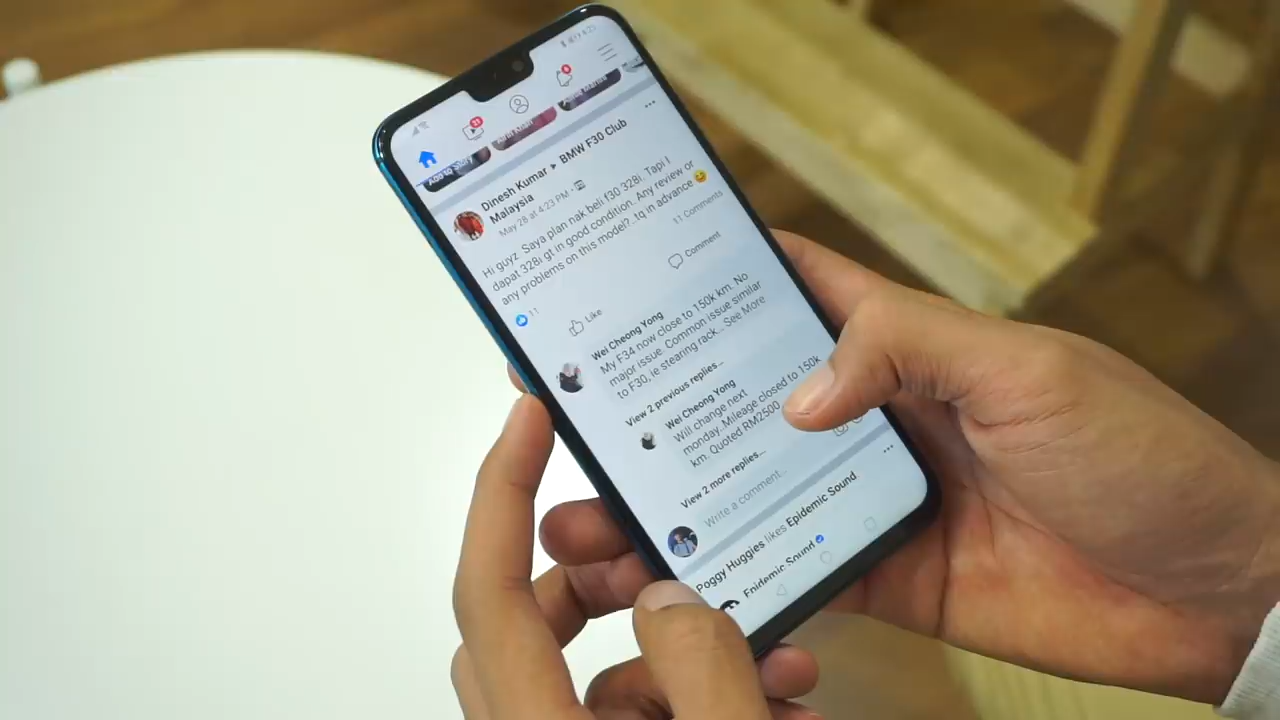 4:23
21
8
Add to Story
Dinesh Kumar ▸ BMW F30 Club
Malaysia
May 28 at 4:23 PM ·
Hi guyz. Saya plan nak beli f30 328i. Tapi I
dapat 328i gt in good condition. Any review or
any problems on this model?..tq in advance 😄
11
11 Comments
Like
Comment
Wei Cheong Yong
My F34 now close to 150k km. No
major issue. Common issue similar
to F30, ie stearing rack... See More
View 2 previous replies...
Wei Cheong Yong
Will change next
monday..Mileage closed to 150k
km. Quoted RM2500
View 2 more replies...
Write a comment...
Poggy Huggies likes Epidemic Sound
Epidemic Sound